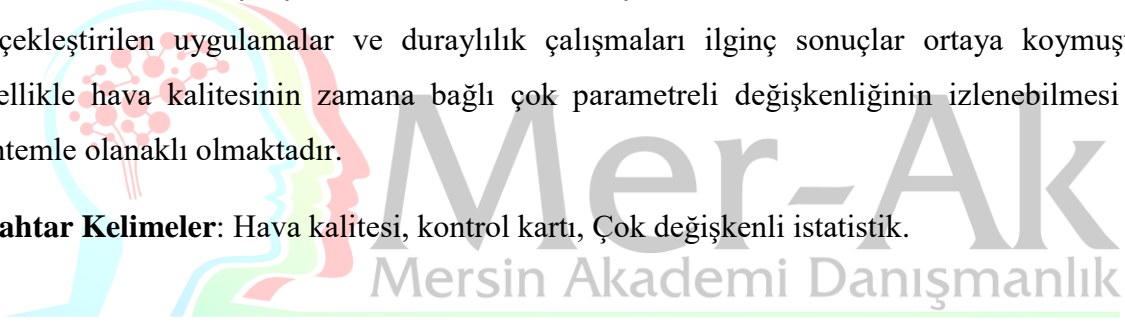 çekleştirilen uygulamalar ve duraylılık çalışmaları ilginç sonuçlar ortaya koymuş
ellikle hava kalitesinin zamana bağlı çok parametreli değişkenliğinin izlenebilmesi
ntemle olanaklı olmaktadır.
Mer-Ak
ahtar Kelimeler: Hava kalitesi, kontrol kartı, Çok değişkenli istatistik.
Mersin Akademi Danışmanlık